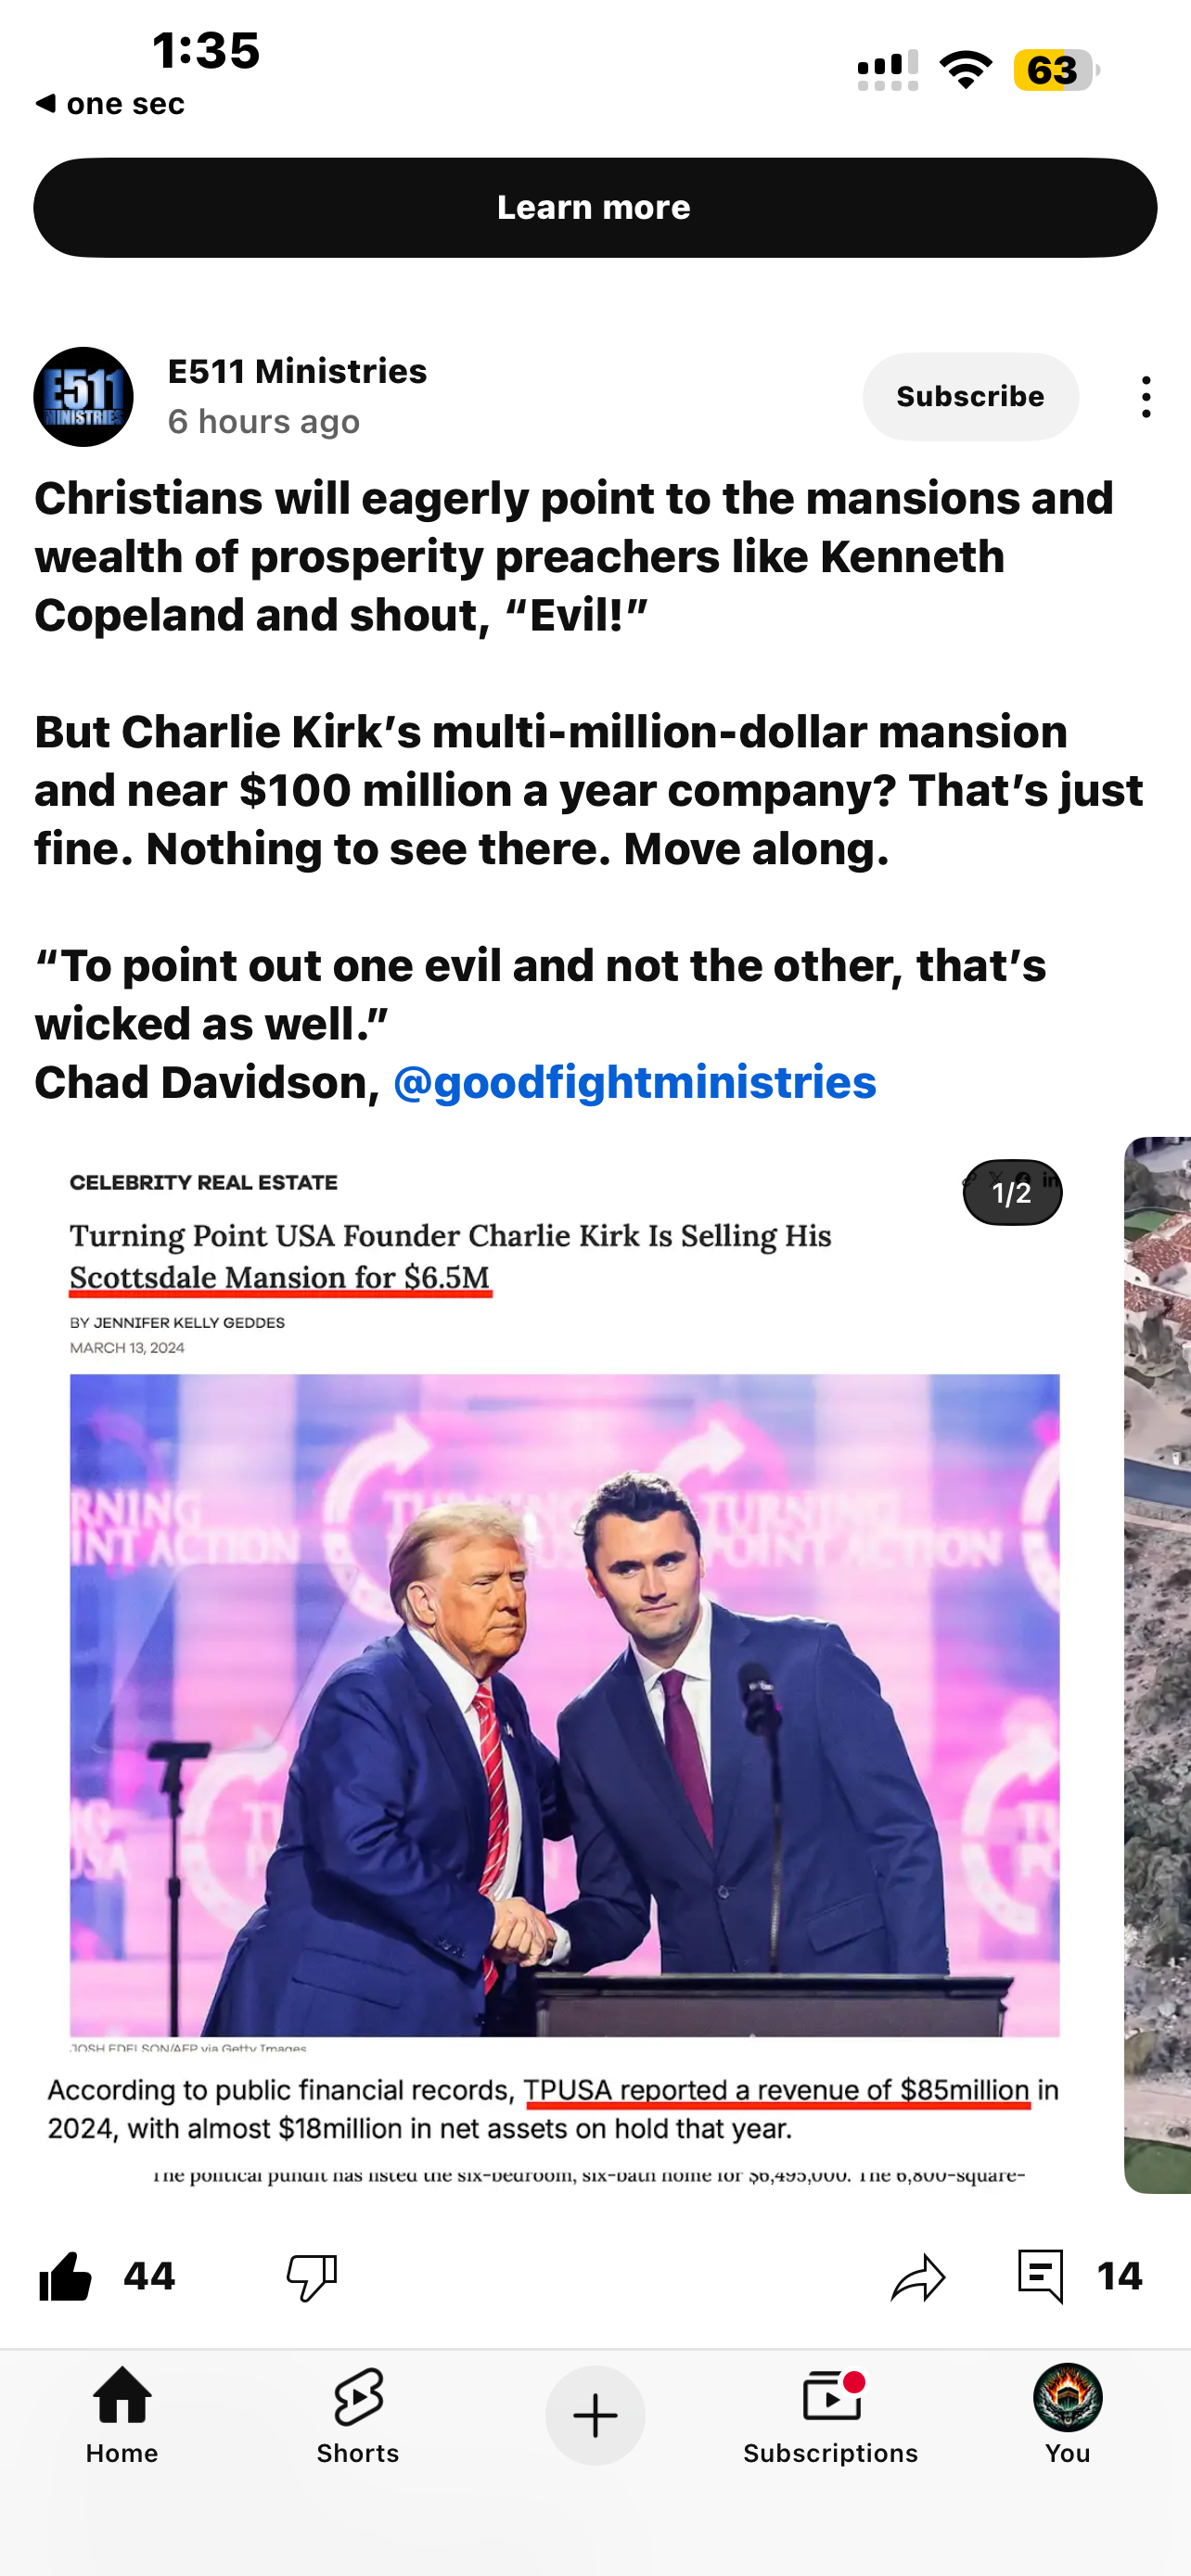 1:35
63
one sec
Learn more
E511
MINISTRIES
E511 Ministries
6 hours ago
Subscribe
Christians will eagerly point to the mansions and
wealth of prosperity preachers like Kenneth
Copeland and shout, “Evil!”
But Charlie Kirk’s multi-million-dollar mansion
and near $100 million a year company? That’s just
fine. Nothing to see there. Move along.
“To point out one evil and not the other, that’s
wicked as well.”
Chad Davidson, @goodfightministries
CELEBRITY REAL ESTATE
1/2
Turning Point USA Founder Charlie Kirk Is Selling His
Scottsdale Mansion for $6.5M
BY JENNIFER KELLY GEDDES
MARCH 13, 2024
RNING
INT ACTION
TURNING
POINT ACTION
USA
JOSH EDELSON/AFP via Getty Images
According to public financial records, TPUSA reported a revenue of $85million in
2024, with almost $18million in net assets on hold that year.
The political pundit has listed the six-bedroom, six-bath home for $6,495,000. The 6,800-square-
44
14
Home
Shorts
Subscriptions
You